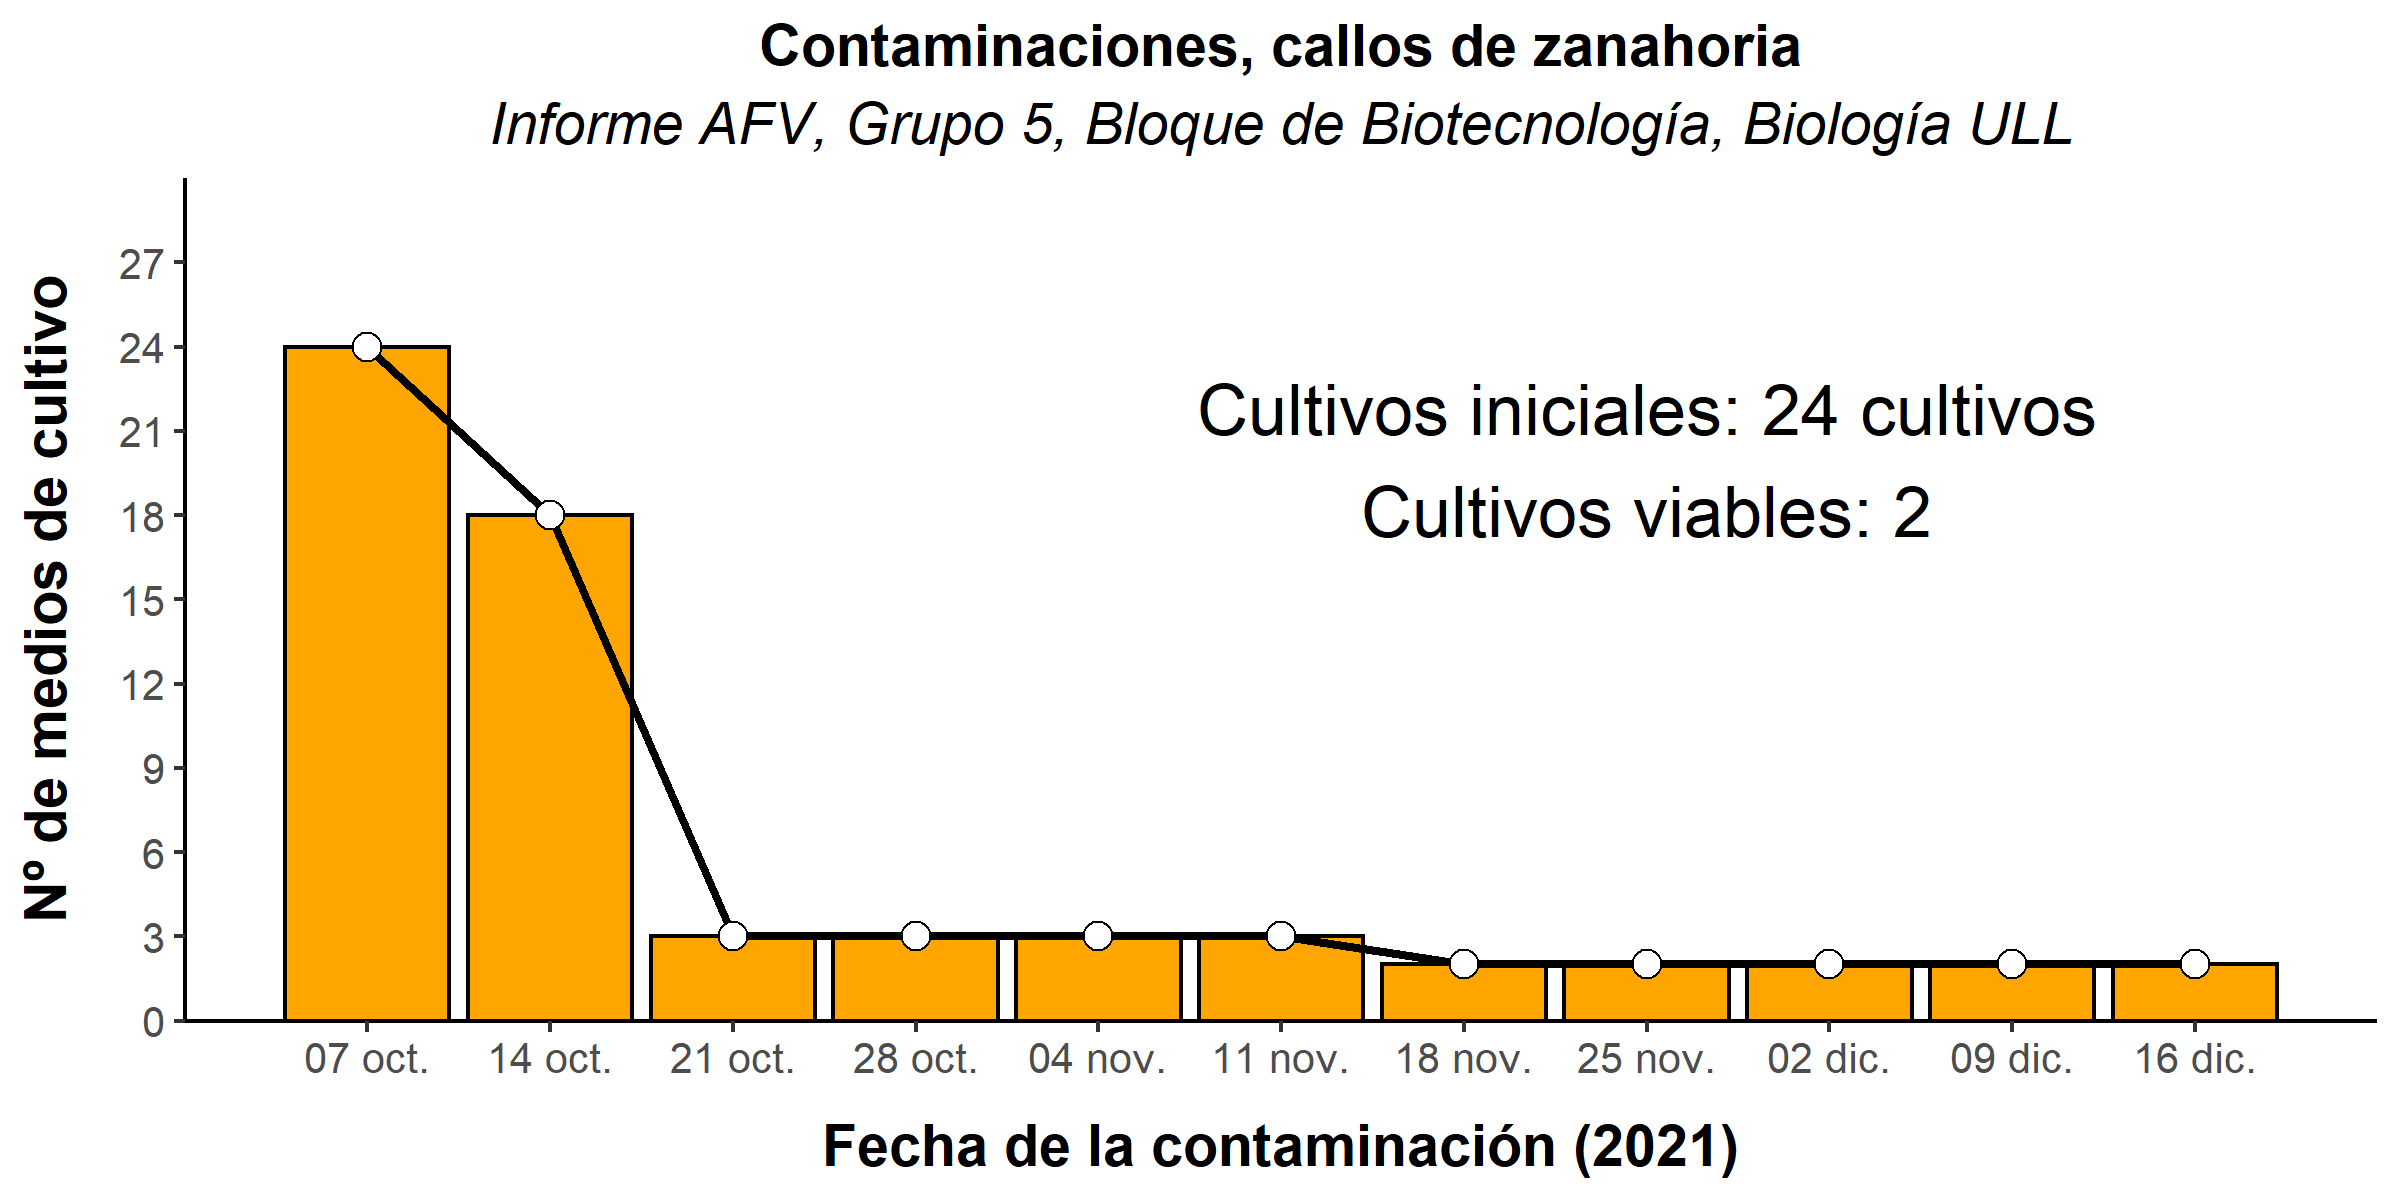 Contaminaciones, callos de zanahoria
Informe AFV, Grupo 5, Bloque de Biotecnología, Biología ULL
Nº de medios de cultivo
27
24
21
18
15
12
9
6
3
0
Cultivos iniciales: 24 cultivos
Cultivos viables: 2
07 oct.
14 oct.
21 oct.
28 oct.
04 nov.
11 nov.
18 nov.
25 nov.
02 dic.
09 dic.
16 dic.
Fecha de la contaminación (2021)